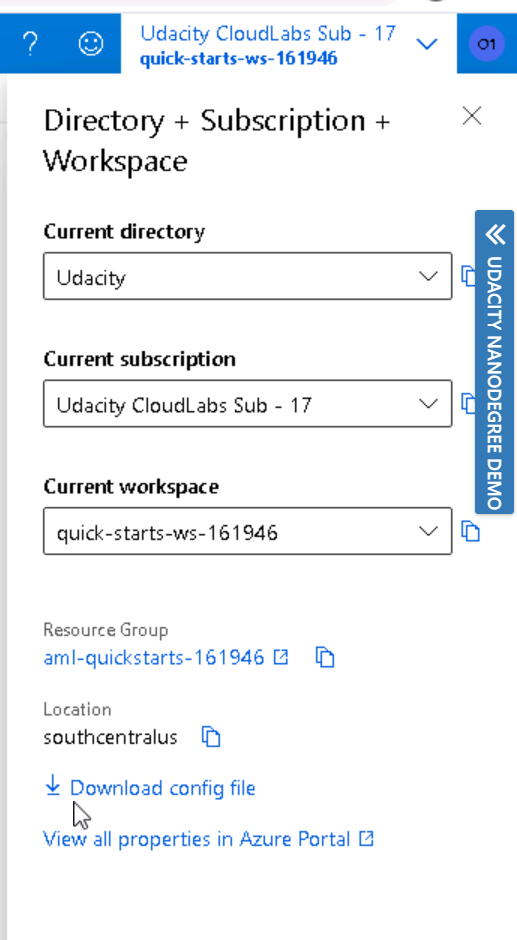 ?
Udacity CloudLabs Sub - 17
quick-starts-ws-161946
01
Directory + Subscription +
Workspace
Current directory
Udacity
Current subscription
Udacity CloudLabs Sub - 17
Current workspace
quick-starts-ws-161946
Resource Group
aml-quickstarts-161946
Location
southcentralus
Download config file
View all properties in Azure Portal
UDACITY NANODEGREE DEMO